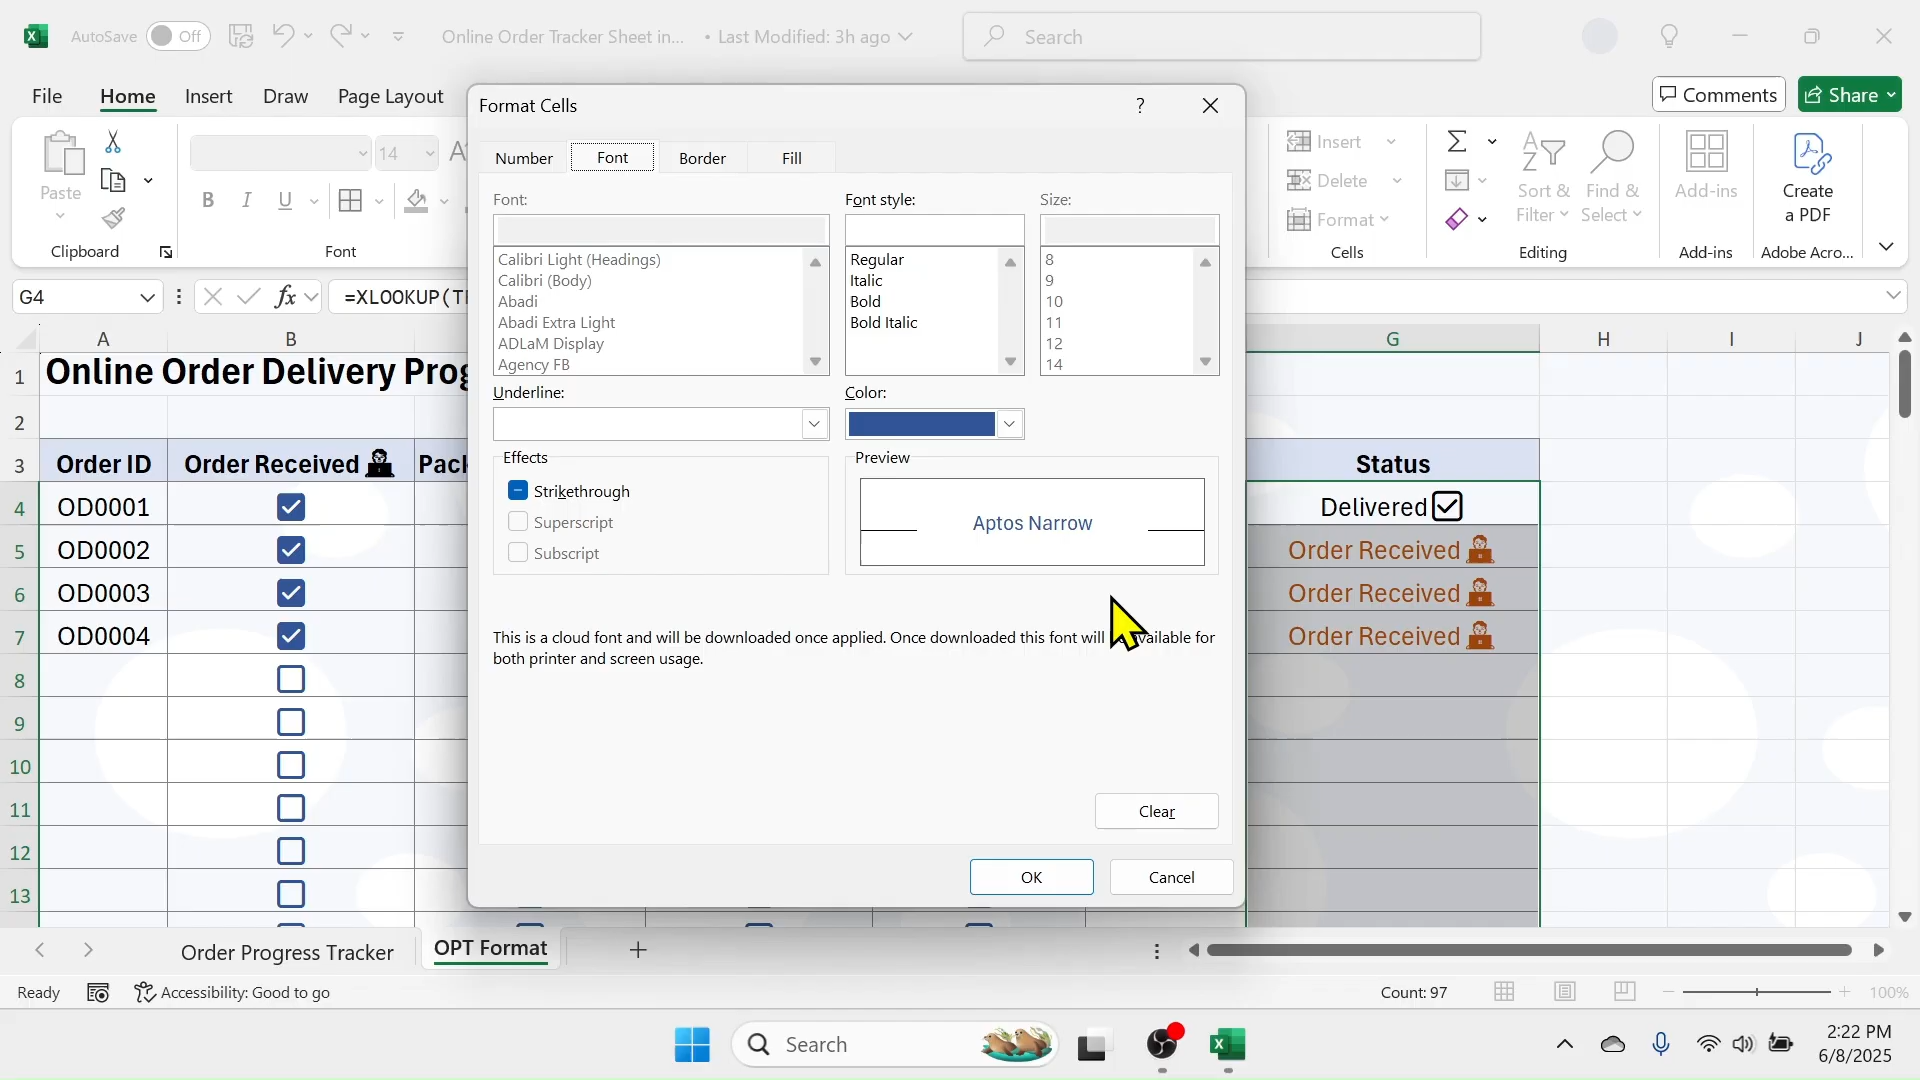 AutoSave Off Online Order Tracker Sheet in... • Last Modified: 3h ago Search
File Home Insert Draw Page Layout Comments Share
Format Cells ?
Number Font Border Fill
Font: Font style: Size:
Calibri Light (Headings)
Calibri (Body)
Abadi
Abadi Extra Light
ADLaM Display
Agency FB
Regular
Italic
Bold
Bold Italic
8
9
10
11
12
14
Underline: Color:
Effects
Strikethrough
Superscript
Subscript
Preview
Aptos Narrow
This is a cloud font and will be downloaded once applied. Once downloaded this font will available for
both printer and screen usage.
Clear
OK Cancel
Paste
Clipboard
14
B I U
Font
Insert
Delete
Format
Cells
Sort &
Filter
Find &
Select
Editing
Add-ins
Add-ins
Create
a PDF
Adobe Acro...
G4 fx =XLOOKUP(
A B G H I J
1 Online Order Delivery
2
3 Order ID Order Received Status
4 OD0001 Delivered
5 OD0002 Order Received
6 OD0003 Order Received
7 OD0004 Order Received
8
9
10
11
12
13
Order Progress Tracker OPT Format
Ready Accessibility: Good to go Count: 97 100%
Search
2:22 PM
6/8/2025